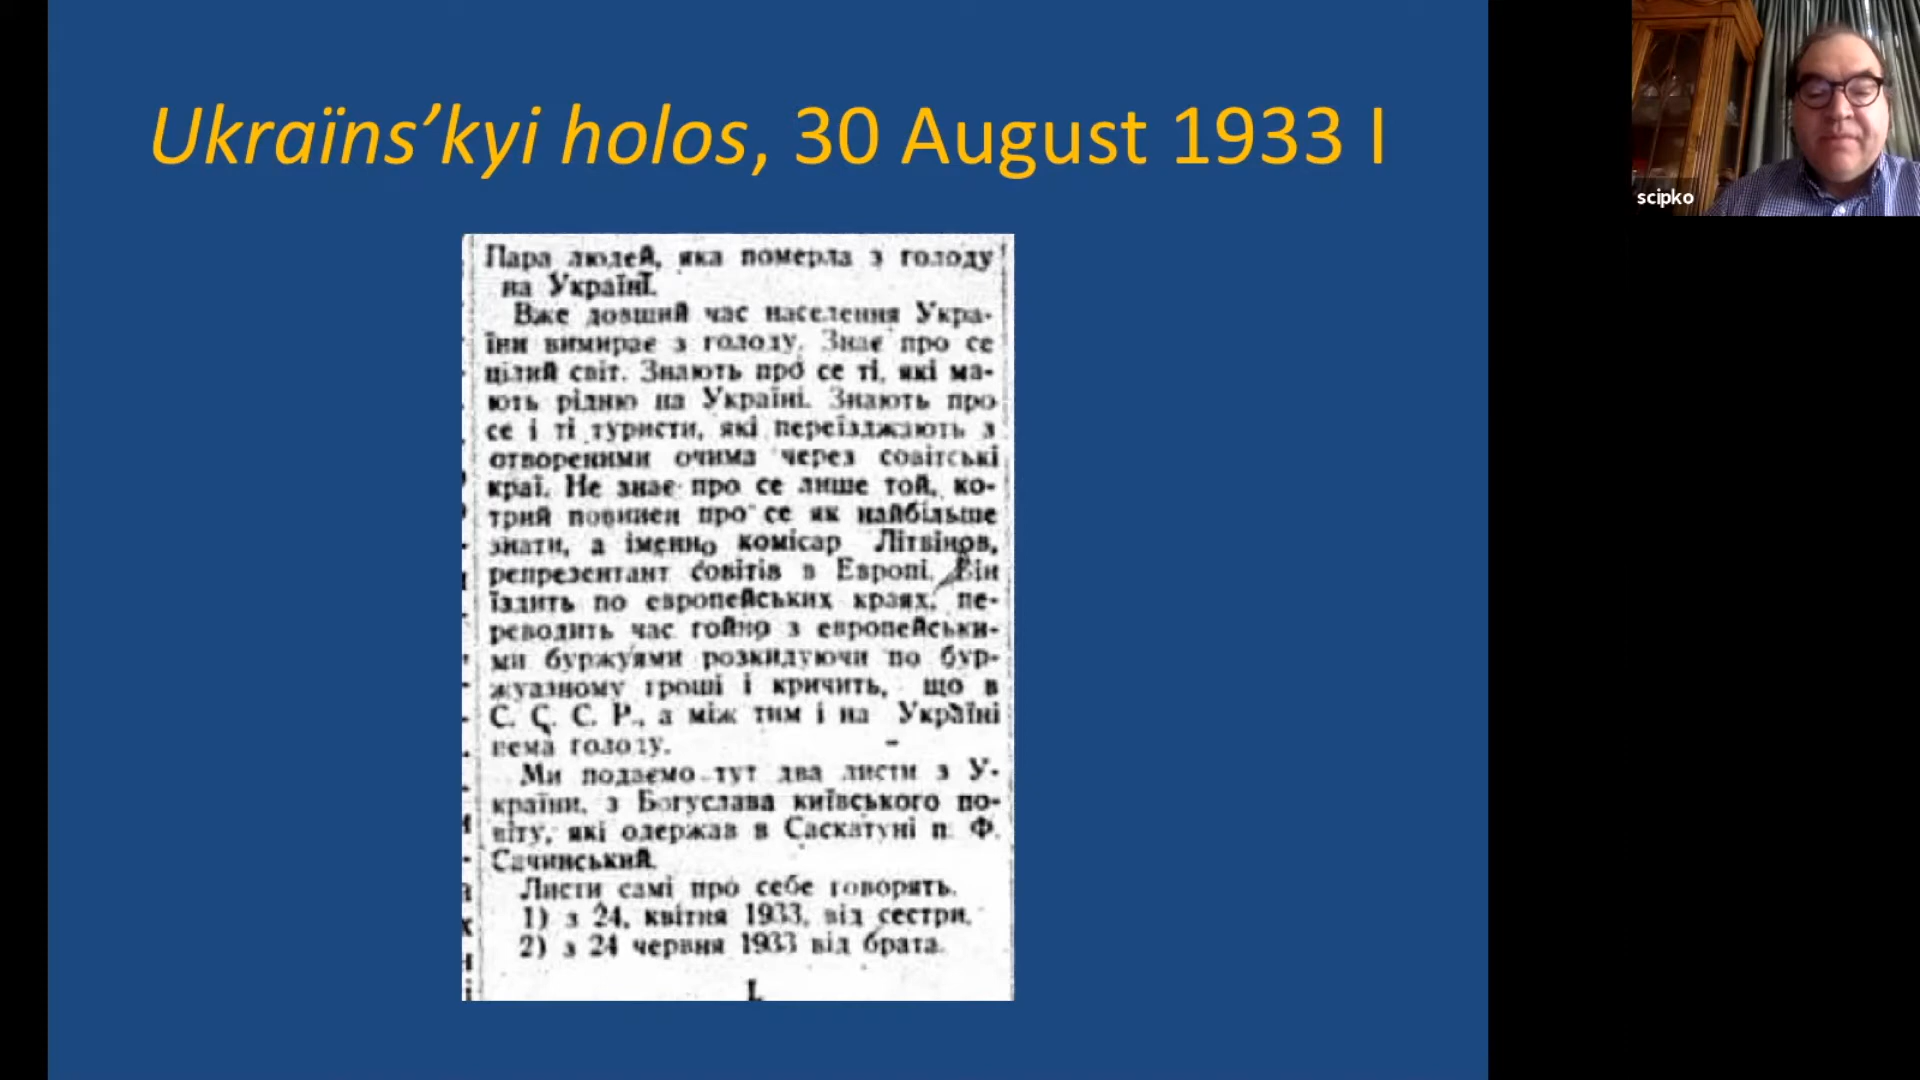 Ukraïns’kyi holos, 30 August 1933 I
scipko
Пара людей, яка померла з голоду
на Україні.
Вже довший час населення Укра-
їни вимирає з голоду. Знає про се
цілий світ. Знають про се ті, які ма-
ють рідню на Україні. Знають про
се і ті туристи, які переїзджають з
отвореними очима через совітські
краї. Не знає про се лише той, ко-
трий повинен про се як найбільше
знати, а іменно комісар Літвінов,
репрезентант совітів в Европі. Він
їздить по европейських краях, пе-
реводить час гойно з европейськи-
ми буржуями розкидуючи по бур-
жуазному гроші і кричить, що в
С. С. С. Р., а між тим і на Україні
нема голоду.
Ми подаємо тут два листи з У-
країни, з Богуслава київського по-
віту, які одержав в Саскатуні п. Ф.
Сачинський.
Листи самі про себе говорять.
1) з 24. квітня 1933, від сестри.
2) з 24 червня 1933 від брата.
I.